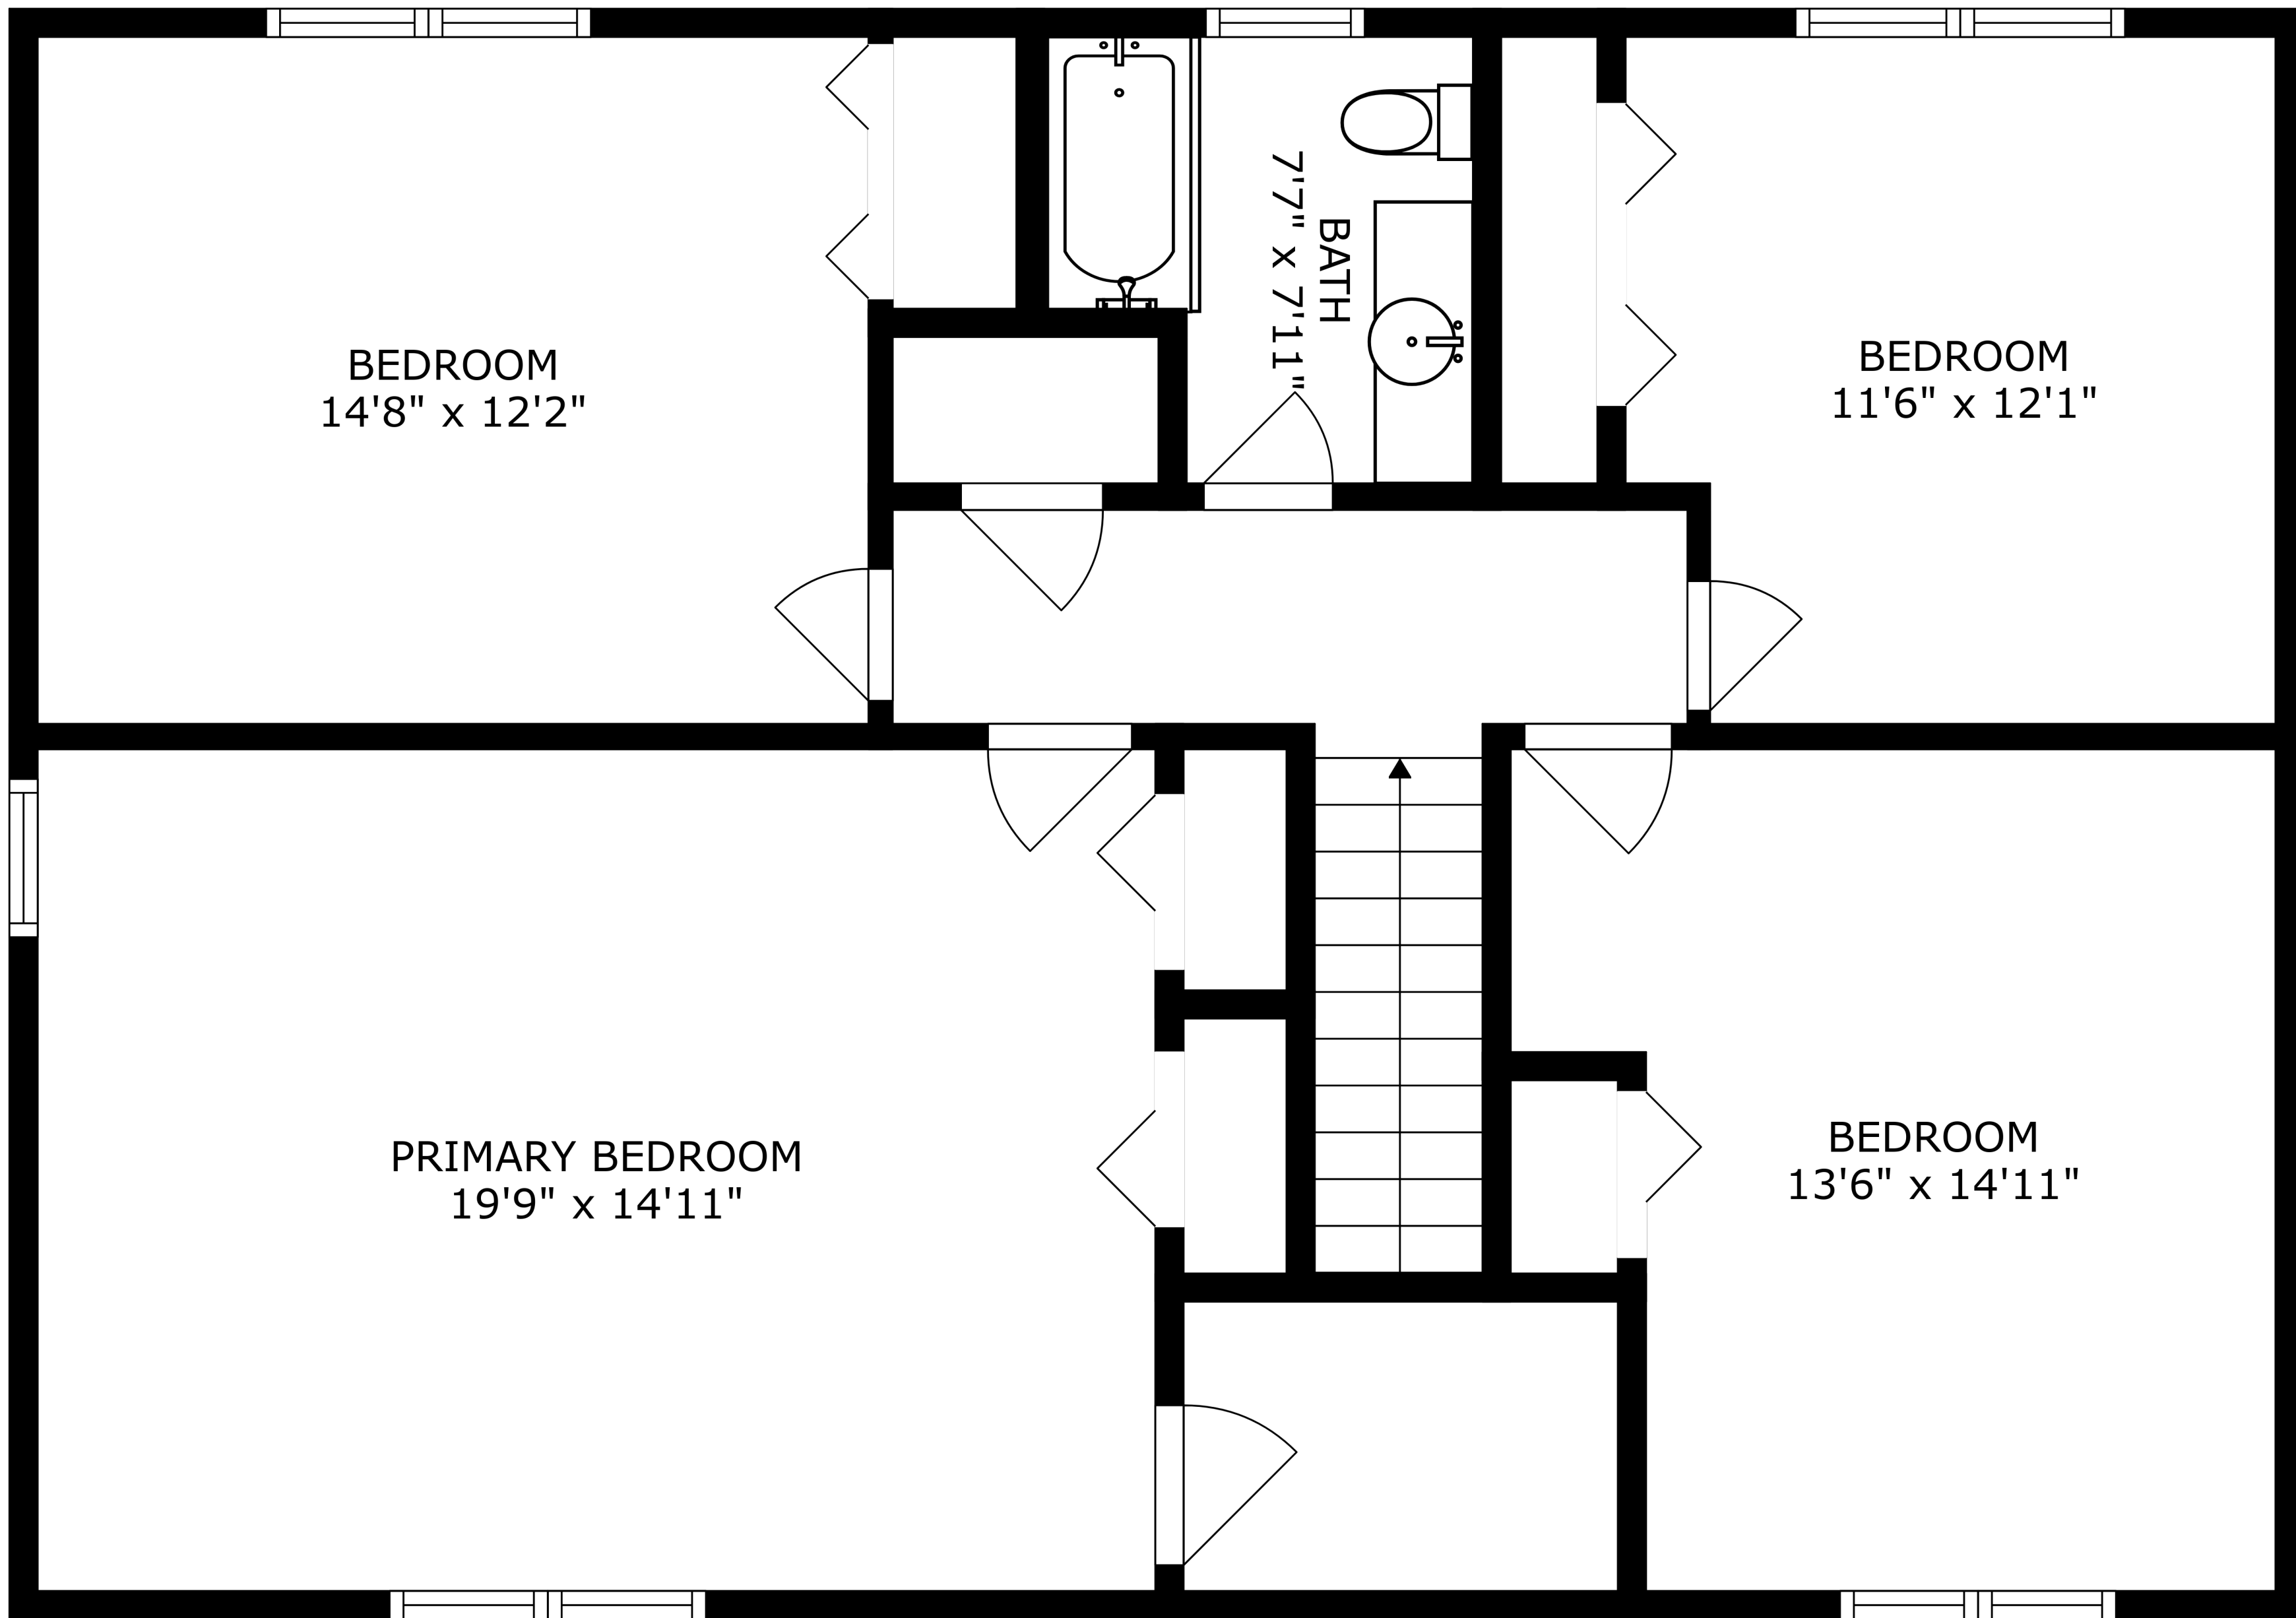 BATH
7'7" x 7'11"
BEDROOM
14'8" x 12'2"
BEDROOM
11'6" x 12'1"
PRIMARY BEDROOM
19'9" x 14'11"
BEDROOM
13'6" x 14'11"